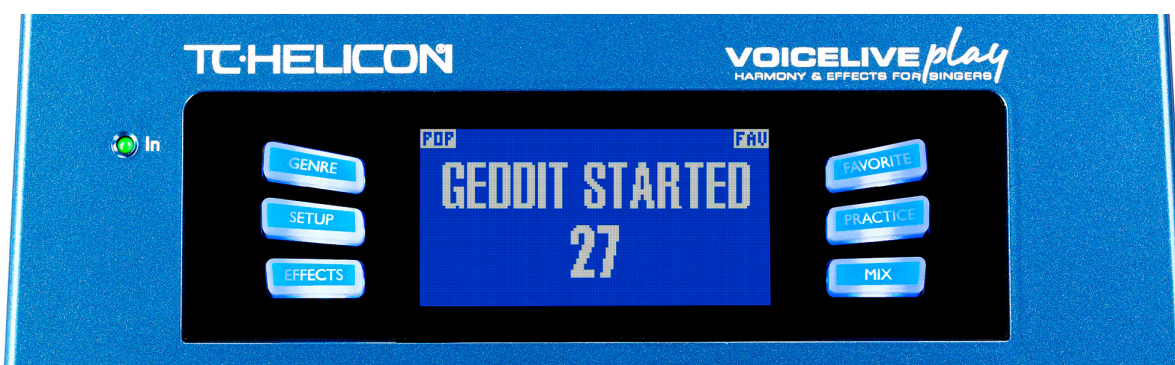 TC·HELICON®
VOICELIVE play
HARMONY & EFFECTS FOR SINGERS
In
GENRE
SETUP
EFFECTS
POP
FAV
GEDDIT STARTED
27
FAVORITE
PRACTICE
MIX